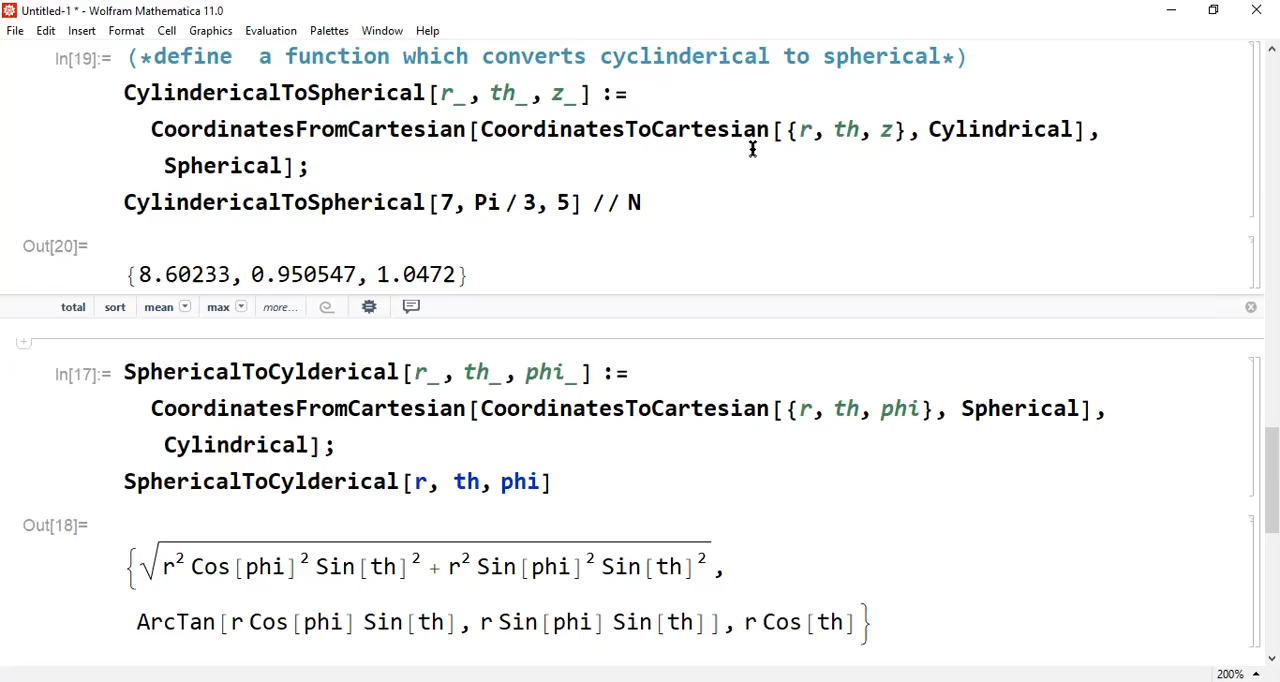 Untitled-1 * - Wolfram Mathematica 11.0
File Edit Insert Format Cell Graphics Evaluation Palettes Window Help
In[19]:= (*define a function which converts cyclinderical to spherical*)
CylindericalToSpherical[r_, th_, z_] :=
CoordinatesFromCartesian[CoordinatesToCartesian[{r, th, z}, Cylindrical],
Spherical];
CylindericalToSpherical[7, Pi / 3, 5] // N
Out[20]=
{8.60233, 0.950547, 1.0472}
total sort mean max more...
In[17]:= SphericalToCylderical[r_, th_, phi_] :=
CoordinatesFromCartesian[CoordinatesToCartesian[{r, th, phi}, Spherical],
Cylindrical];
SphericalToCylderical[r, th, phi]
Out[18]=
{√r² Cos[phi]² Sin[th]² + r² Sin[phi]² Sin[th]² ,
ArcTan[r Cos[phi] Sin[th], r Sin[phi] Sin[th]], r Cos[th]}
200%